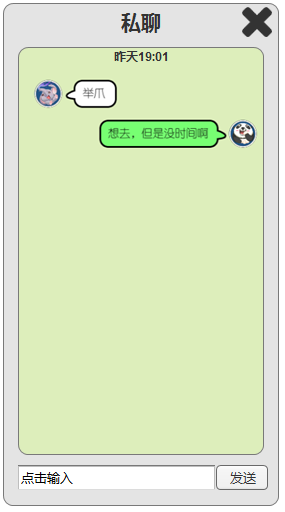 私聊
昨天19:01
举爪
想去，但是没时间啊
点击输入
发送